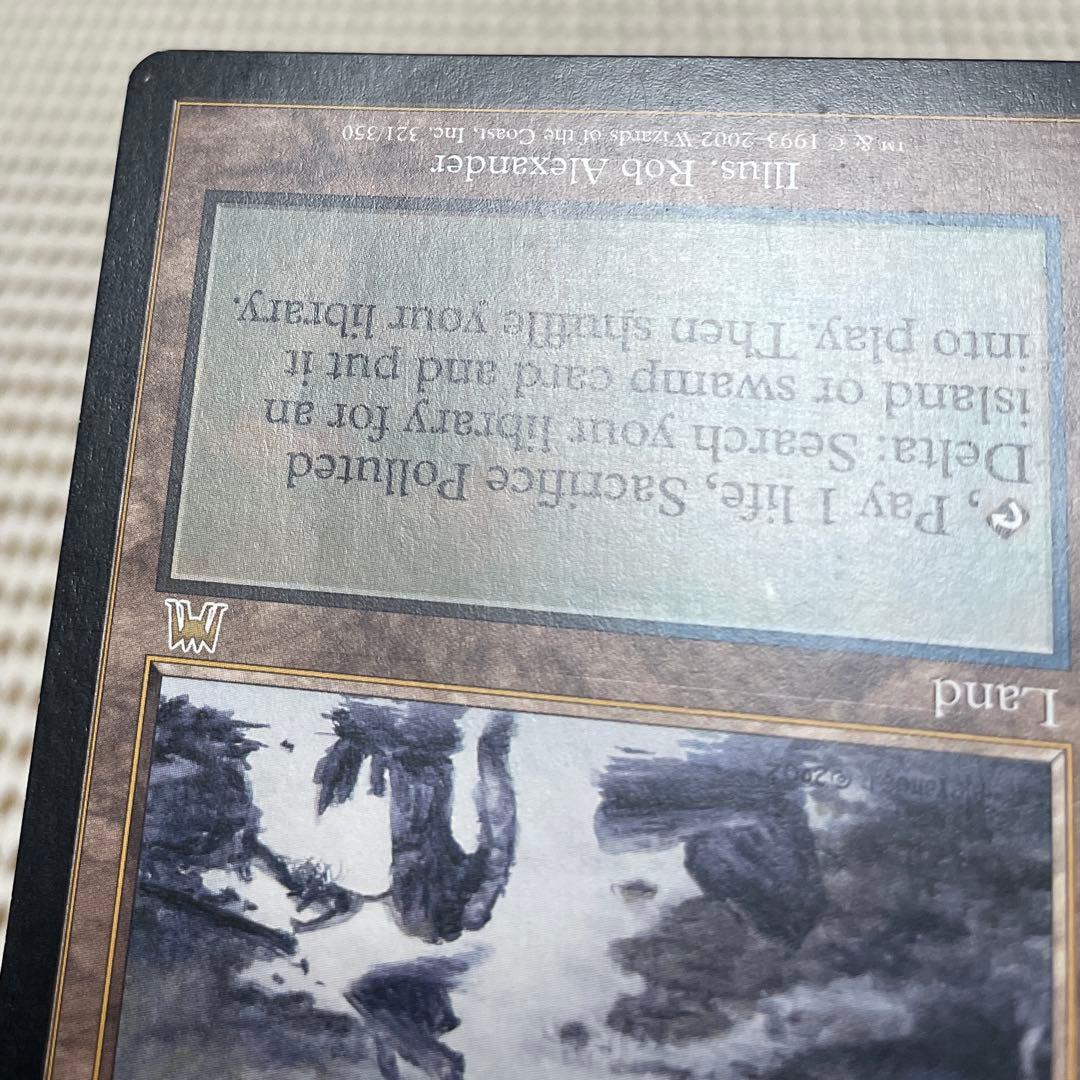 Land
, Pay 1 life, Sacrifice Polluted
Delta: Search your library for an
island or swamp card and put it
into play. Then shuffle your library.
Illus. Rob Alexander
™ & © 1993–2002 Wizards of the Coast, Inc. 321/350
©2002